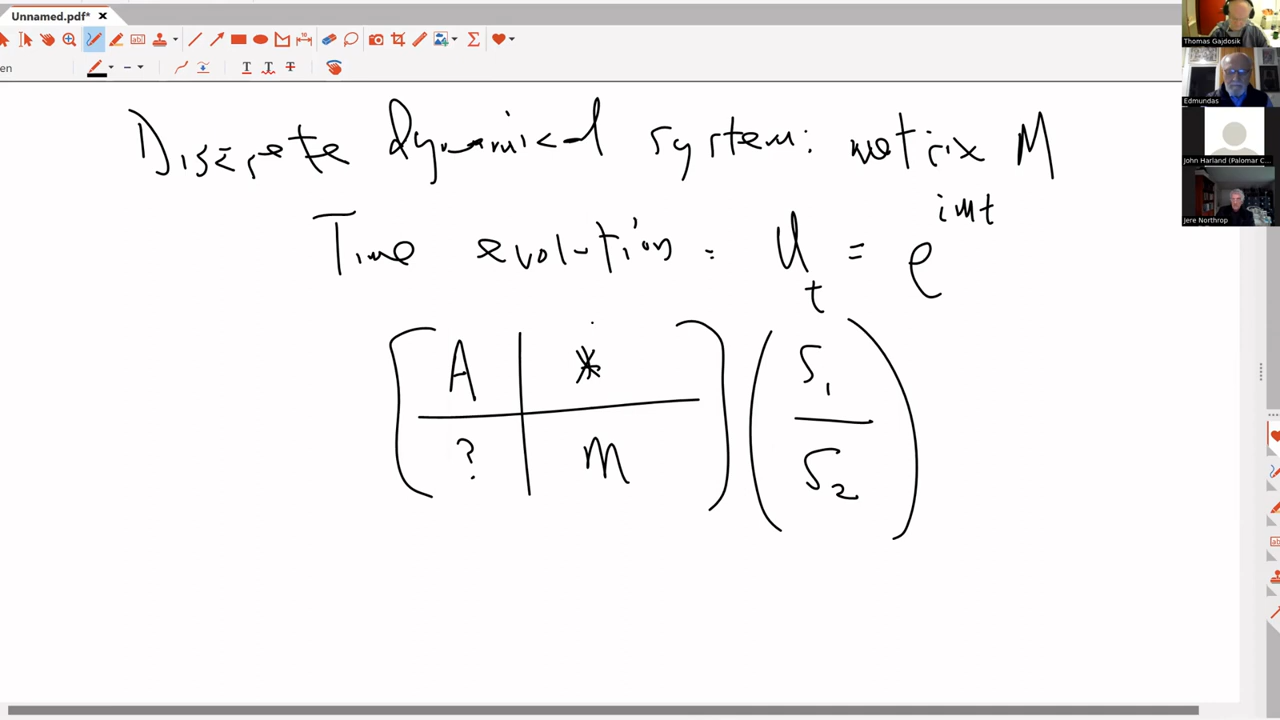 Unnamed.pdf*
en
Thomas Gajdosik
Edmundas
John Harland (Palomar C...
Jere Northrop
Discrete dynamical system: matrix M
Time evolution = U_t = e^{iMt}
A | * S_1
? | M S_2